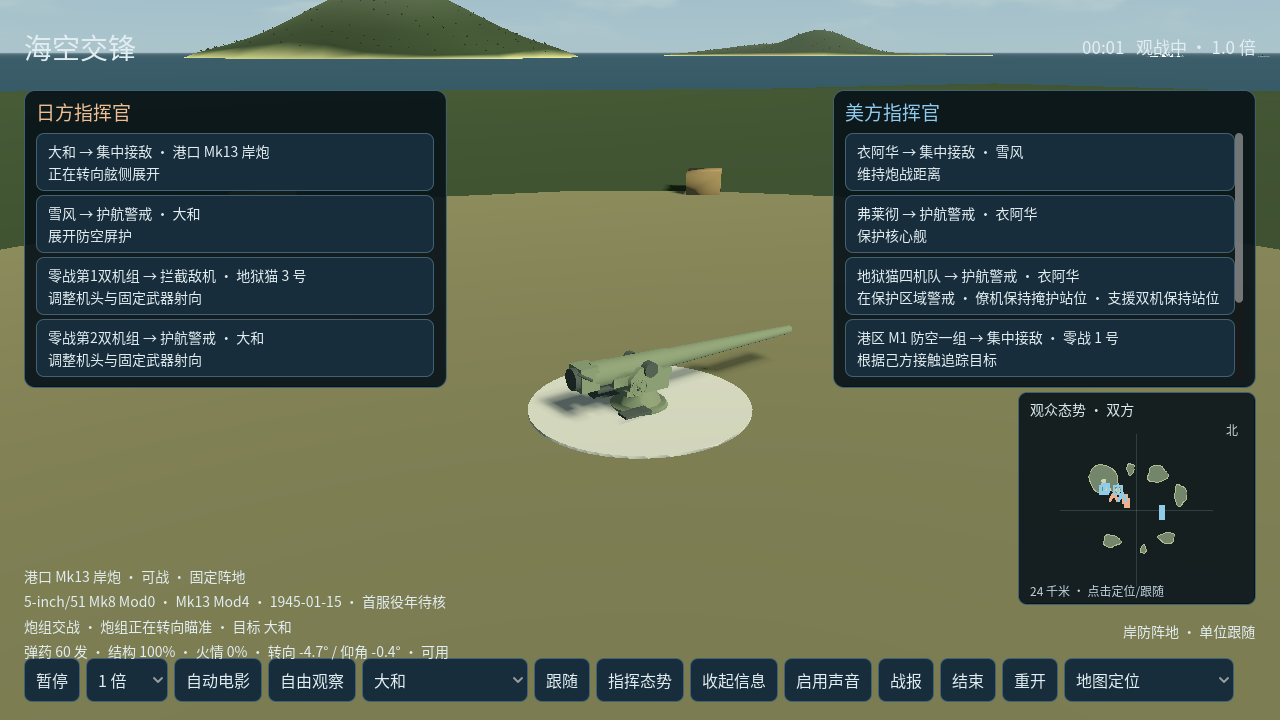 海空交锋
00:01 观战中 · 1.0 倍
日方指挥官
大和 → 集中接敌 · 港口 Mk13 岸炮
正在转向舷侧展开
雪风 → 护航警戒 · 大和
展开防空屏护
零战第1双机组 → 拦截敌机 · 地狱猫 3 号
调整机头与固定武器射向
零战第2双机组 → 护航警戒 · 大和
调整机头与固定武器射向
美方指挥官
衣阿华 → 集中接敌 · 雪风
维持炮战距离
弗莱彻 → 护航警戒 · 衣阿华
保护核心舰
地狱猫四机队 → 护航警戒 · 衣阿华
在保护区域警戒 · 僚机保持掩护站位 · 支援双机保持站位
港区 M1 防空一组 → 集中接敌 · 零战 1 号
根据己方接触追踪目标
观众态势 · 双方
北
24 千米 · 点击定位/跟随
港口 Mk13 岸炮 · 可战 · 固定阵地
5-inch/51 Mk8 Mod0 · Mk13 Mod4 · 1945-01-15 · 首服役年待核
炮组交战 · 炮组正在转向瞄准 · 目标 大和
弹药 60 发 · 结构 100% · 火情 0% · 转向 -4.7° / 仰角 -0.4° · 可用
岸防阵地 · 单位跟随
暂停
1 倍
自动电影
自由观察
大和
跟随
指挥态势
收起信息
启用声音
战报
结束
重开
地图定位